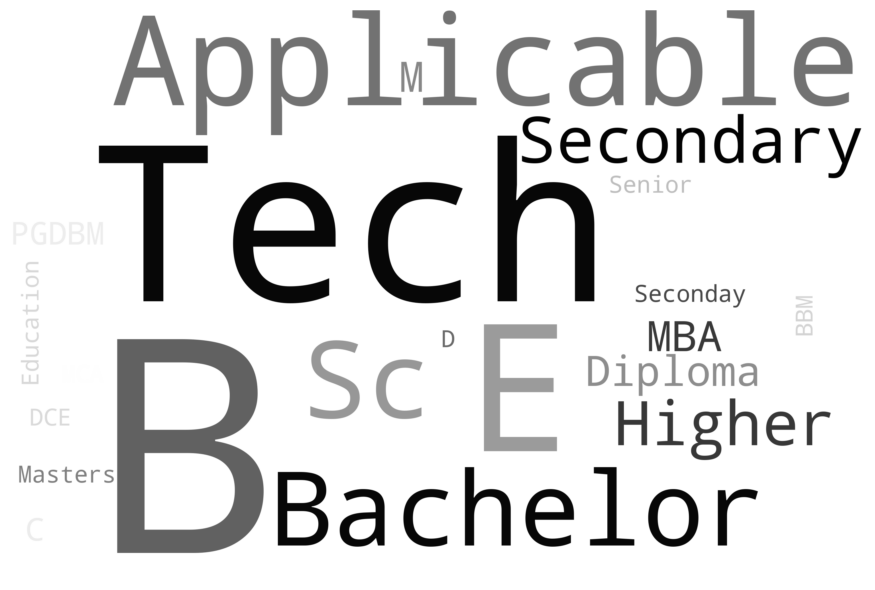 Applicable
M
Secondary
Tech
Senior
PGDBM
Education
Seconday
BBM
MBA
B
Sc
D
E
Diploma
Higher
DCE
Masters
Bachelor
C